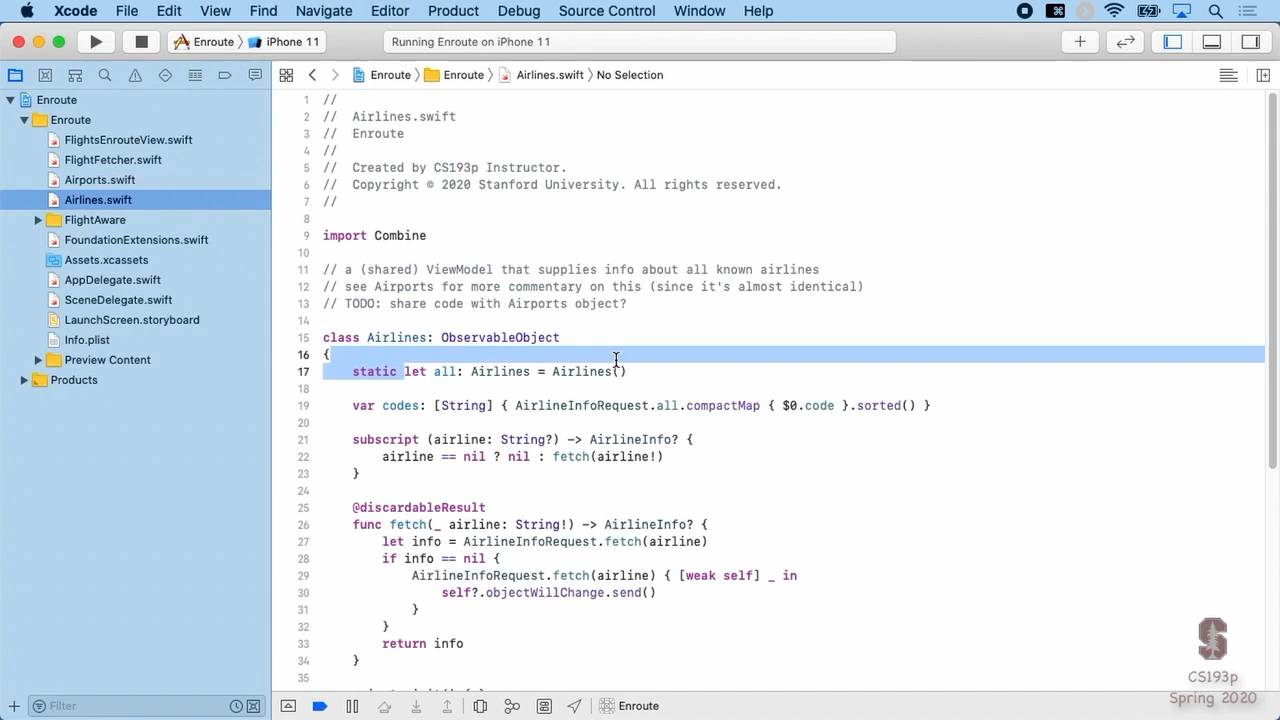 Xcode File Edit View Find Navigate Editor Product Debug Source Control Window Help
Enroute iPhone 11
Running Enroute on iPhone 11
Enroute Enroute Airlines.swift No Selection
Enroute
Enroute
FlightsEnrouteView.swift
FlightFetcher.swift
Airports.swift
Airlines.swift
FlightAware
FoundationExtensions.swift
Assets.xcassets
AppDelegate.swift
SceneDelegate.swift
LaunchScreen.storyboard
Info.plist
Preview Content
Products
Filter
1 //
2 //  Airlines.swift
3 //  Enroute
4 //
5 //  Created by CS193p Instructor.
6 //  Copyright © 2020 Stanford University. All rights reserved.
7 //
8
9 import Combine
10
11 // a (shared) ViewModel that supplies info about all known airlines
12 // see Airports for more commentary on this (since it's almost identical)
13 // TODO: share code with Airports object?
14
15 class Airlines: ObservableObject
16 {
17     static let all: Airlines = Airlines()
18
19     var codes: [String] { AirlineInfoRequest.all.compactMap { $0.code }.sorted() }
20
21     subscript (airline: String?) -> AirlineInfo? {
22         airline == nil ? nil : fetch(airline!)
23     }
24
25     @discardableResult
26     func fetch(_ airline: String!) -> AirlineInfo? {
27         let info = AirlineInfoRequest.fetch(airline)
28         if info == nil {
29             AirlineInfoRequest.fetch(airline) { [weak self] _ in
30                 self?.objectWillChange.send()
31             }
32         }
33         return info
34     }
35
Enroute
CS193p
Spring 2020